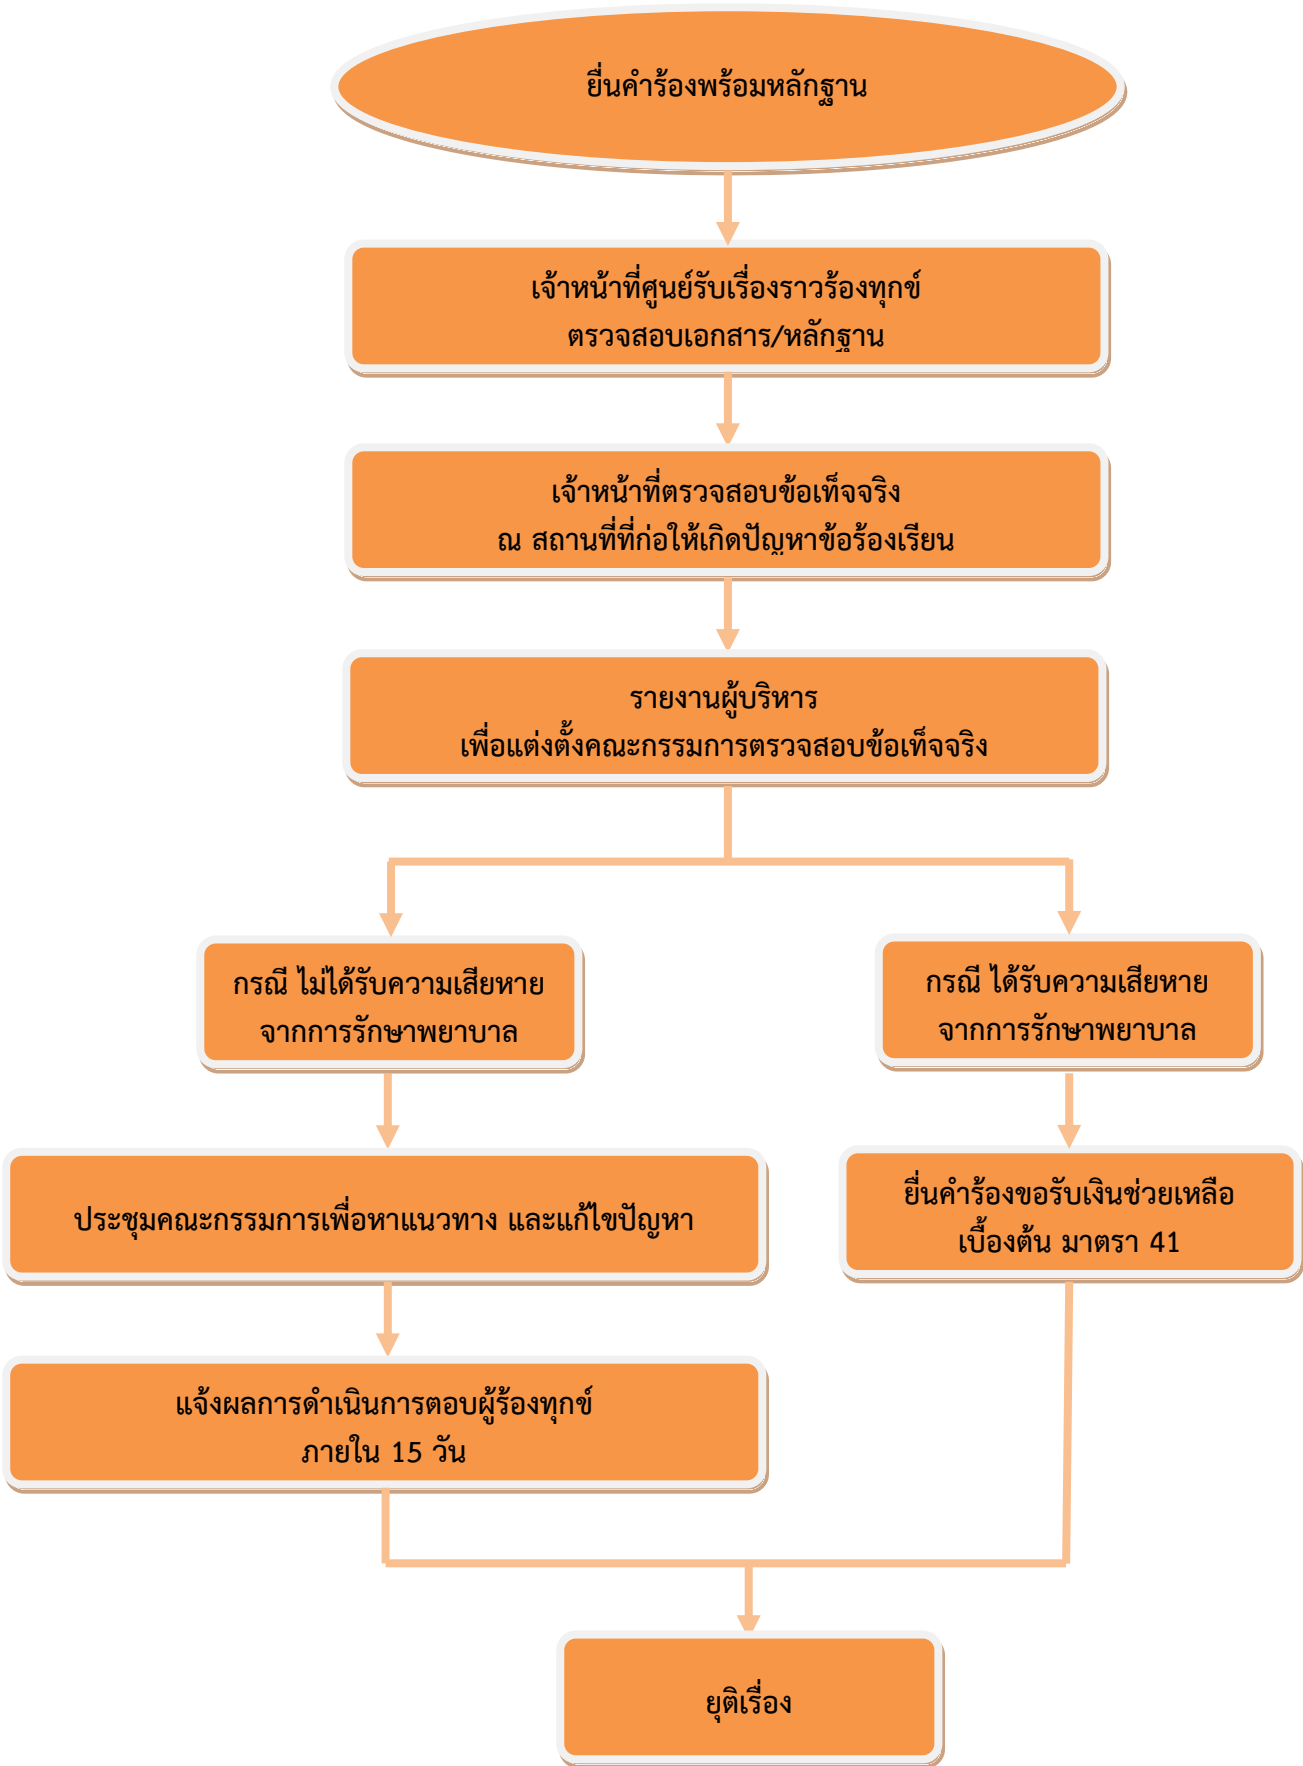 ยื่นคำร้องพร้อมหลักฐาน
เจ้าหน้าที่ศูนย์รับเรื่องราวร้องทุกข์
ตรวจสอบเอกสาร/หลักฐาน
เจ้าหน้าที่ตรวจสอบข้อเท็จจริง
ณ สถานที่ที่ก่อให้เกิดปัญหาข้อร้องเรียน
รายงานผู้บริหาร
เพื่อแต่งตั้งคณะกรรมการตรวจสอบข้อเท็จจริง
กรณี ไม่ได้รับความเสียหาย
จากการรักษาพยาบาล
กรณี ได้รับความเสียหาย
จากการรักษาพยาบาล
ประชุมคณะกรรมการเพื่อหาแนวทาง และแก้ไขปัญหา
ยื่นคำร้องขอรับเงินช่วยเหลือ
เบื้องต้น มาตรา 41
แจ้งผลการดำเนินการตอบผู้ร้องทุกข์
ภายใน 15 วัน
ยุติเรื่อง